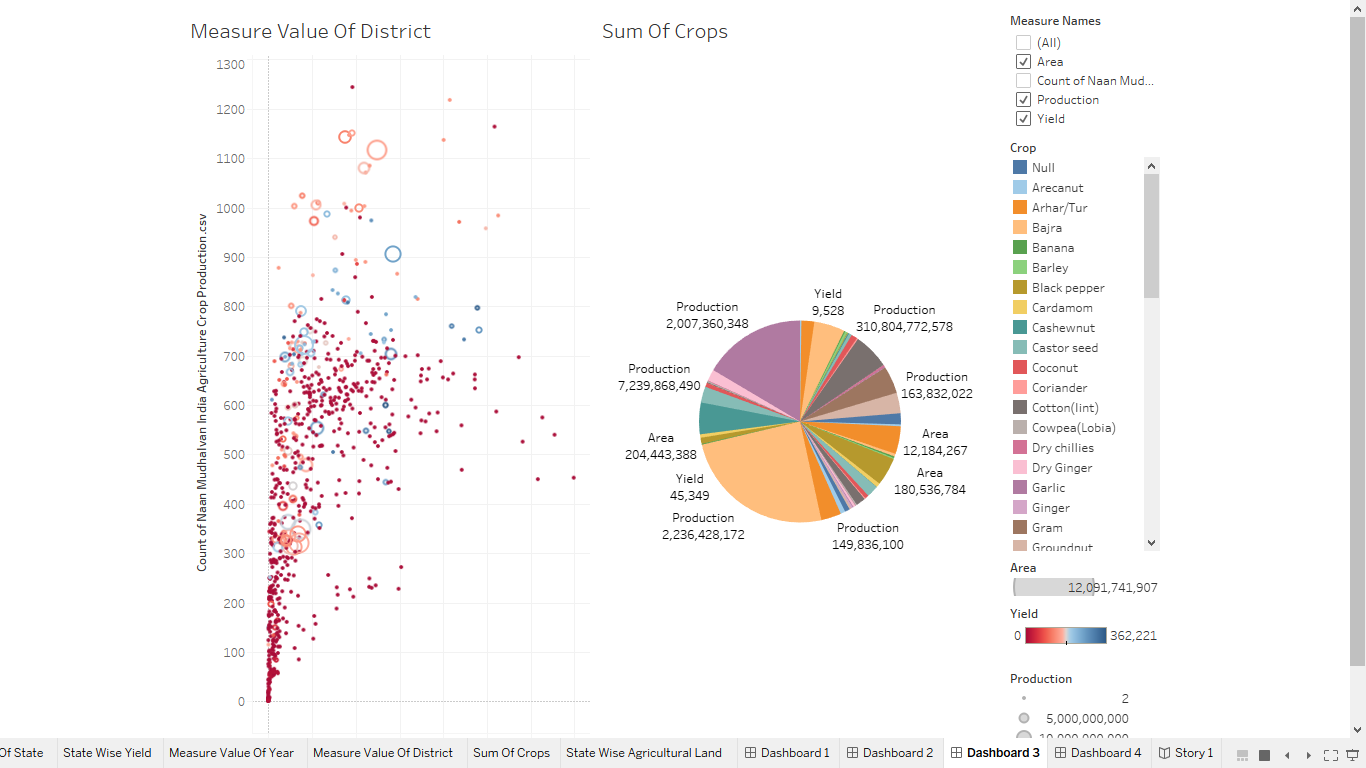 Measure Value Of District
Sum Of Crops
Count of Naan Mudhalvan India Agriculture Crop Production.csv
1300
1200
1100
1000
900
800
700
600
500
400
300
200
100
0
Yield
9,528
Production
310,804,772,578
Production
163,832,022
Area
12,184,267
Area
180,536,784
Production
149,836,100
Production
2,236,428,172
Yield
45,349
Area
204,443,388
Production
7,239,868,490
Production
2,007,360,348
Measure Names
(All)
Area
Count of Naan Mud...
Production
Yield
Crop
Null
Arecanut
Arhar/Tur
Bajra
Banana
Barley
Black pepper
Cardamom
Cashewnut
Castor seed
Coconut
Coriander
Cotton(lint)
Cowpea(Lobia)
Dry chillies
Dry Ginger
Garlic
Ginger
Gram
Groundnut
Area
12,091,741,907
Yield
0 362,221
Production
2
5,000,000,000
10,000,000,000
Of State State Wise Yield Measure Value Of Year Measure Value Of District Sum Of Crops State Wise Agricultural Land Dashboard 1 Dashboard 2 Dashboard 3 Dashboard 4 Story 1